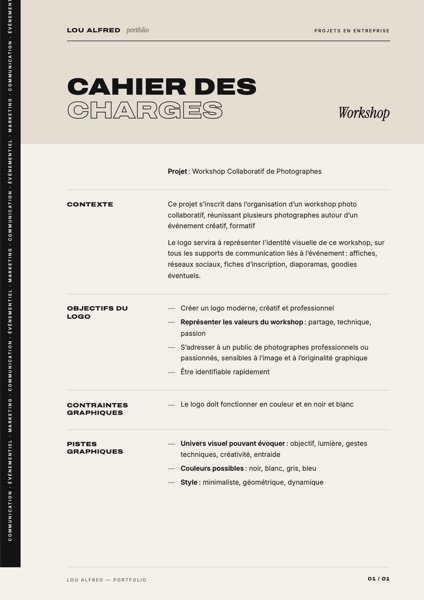 COMMUNICATION · ÉVÉNEMENTIEL · MARKETING · COMMUNICATION · ÉVÉNEMENTIEL · MARKETING · COMMUNICATION · ÉVÉNEMENTIEL · MARKETING · COMMUNICATION · ÉVÉNEMENTIEL · MARKETING · COMMUNICATION · ÉVÉNEMENT
LOU ALFRED portfolio
PROJETS EN ENTREPRISE
CAHIER DES
CHARGES
Workshop
Projet : Workshop Collaboratif de Photographes
CONTEXTE
Ce projet s'inscrit dans l'organisation d'un workshop photo
collaboratif, réunissant plusieurs photographes autour d'un
événement créatif, formatif
Le logo servira à représenter l'identité visuelle de ce workshop, sur
tous les supports de communication liés à l'événement : affiches,
réseaux sociaux, fiches d'inscription, diaporamas, goodies
éventuels.
OBJECTIFS DU
LOGO
— Créer un logo moderne, créatif et professionnel
— Représenter les valeurs du workshop : partage, technique,
passion
— S'adresser à un public de photographes professionnels ou
passionnés, sensibles à l'image et à l'originalité graphique
— Être identifiable rapidement
CONTRAINTES
GRAPHIQUES
— Le logo doit fonctionner en couleur et en noir et blanc
PISTES
GRAPHIQUES
— Univers visuel pouvant évoquer : objectif, lumière, gestes
techniques, créativité, entraide
— Couleurs possibles : noir, blanc, gris, bleu
— Style : minimaliste, géométrique, dynamique
LOU ALFRED — PORTFOLIO
01 / 01